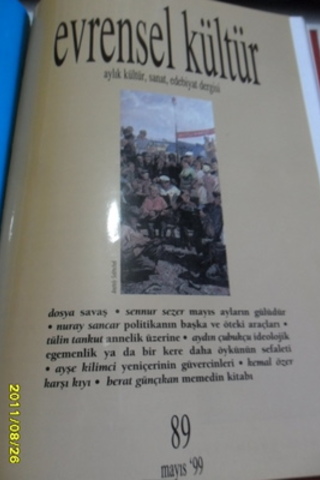 evrensel kültür
aylık kültür, sanat, edebiyat dergisi
dosya savaş • sennur sezer mayıs ayların gülüdür
• nuray sancar politikanın başka ve öteki araçları •
tülin tankut annelik üzerine • aydın çubukçu ideolojik
egemenlik ya da bir kere daha öykünün sefaleti
• ayşe kilimci yeniçerinin güvercinleri • kemal özer
karşı kıyı • berat günçıkan memedin kitabı
89
mayıs '99
2011/08/26